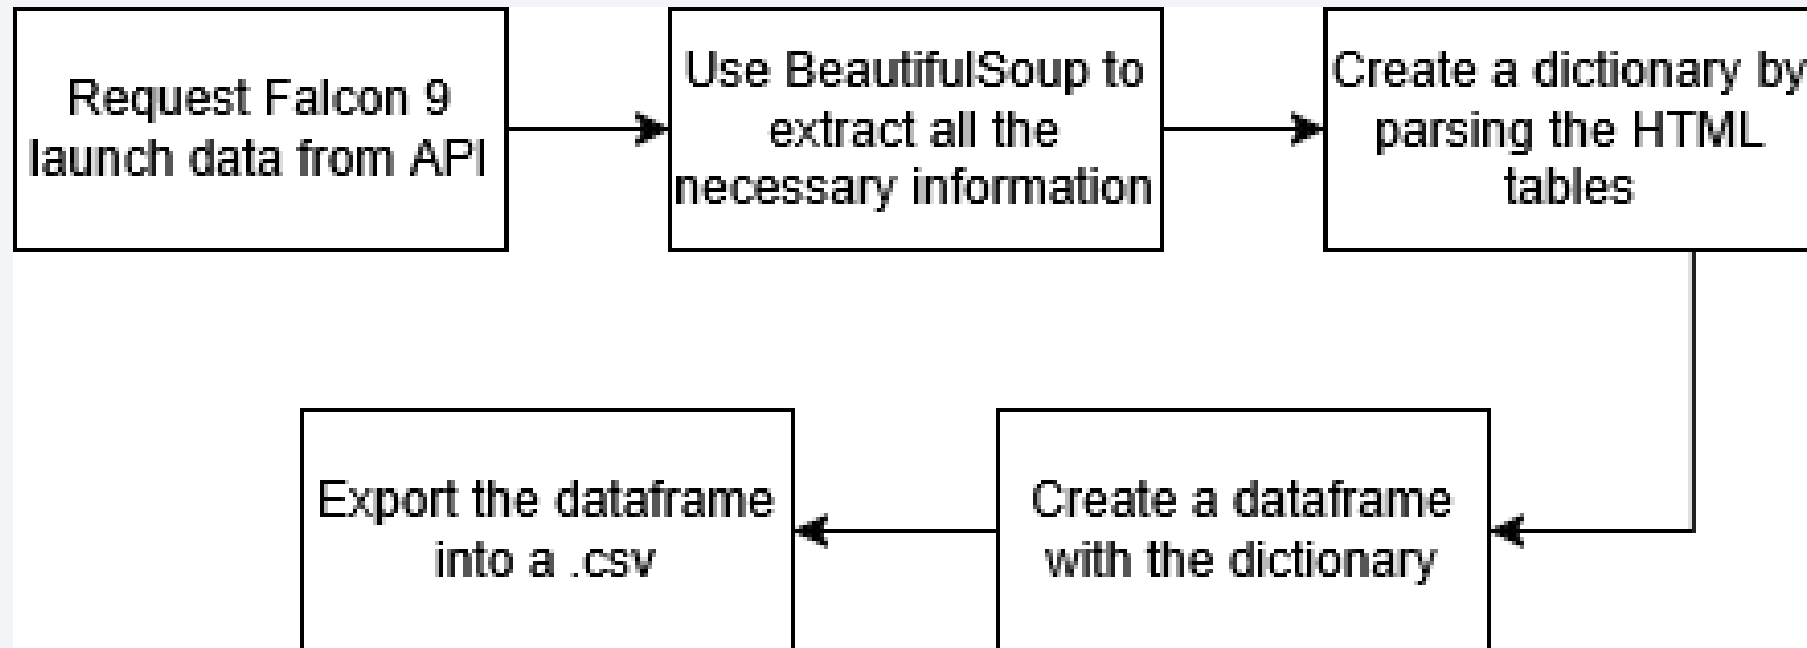 Request Falcon 9
launch data from API
Use BeautifulSoup to
extract all the
necessary information
Create a dictionary by
parsing the HTML
tables
Export the dataframe
into a .csv
Create a dataframe
with the dictionary